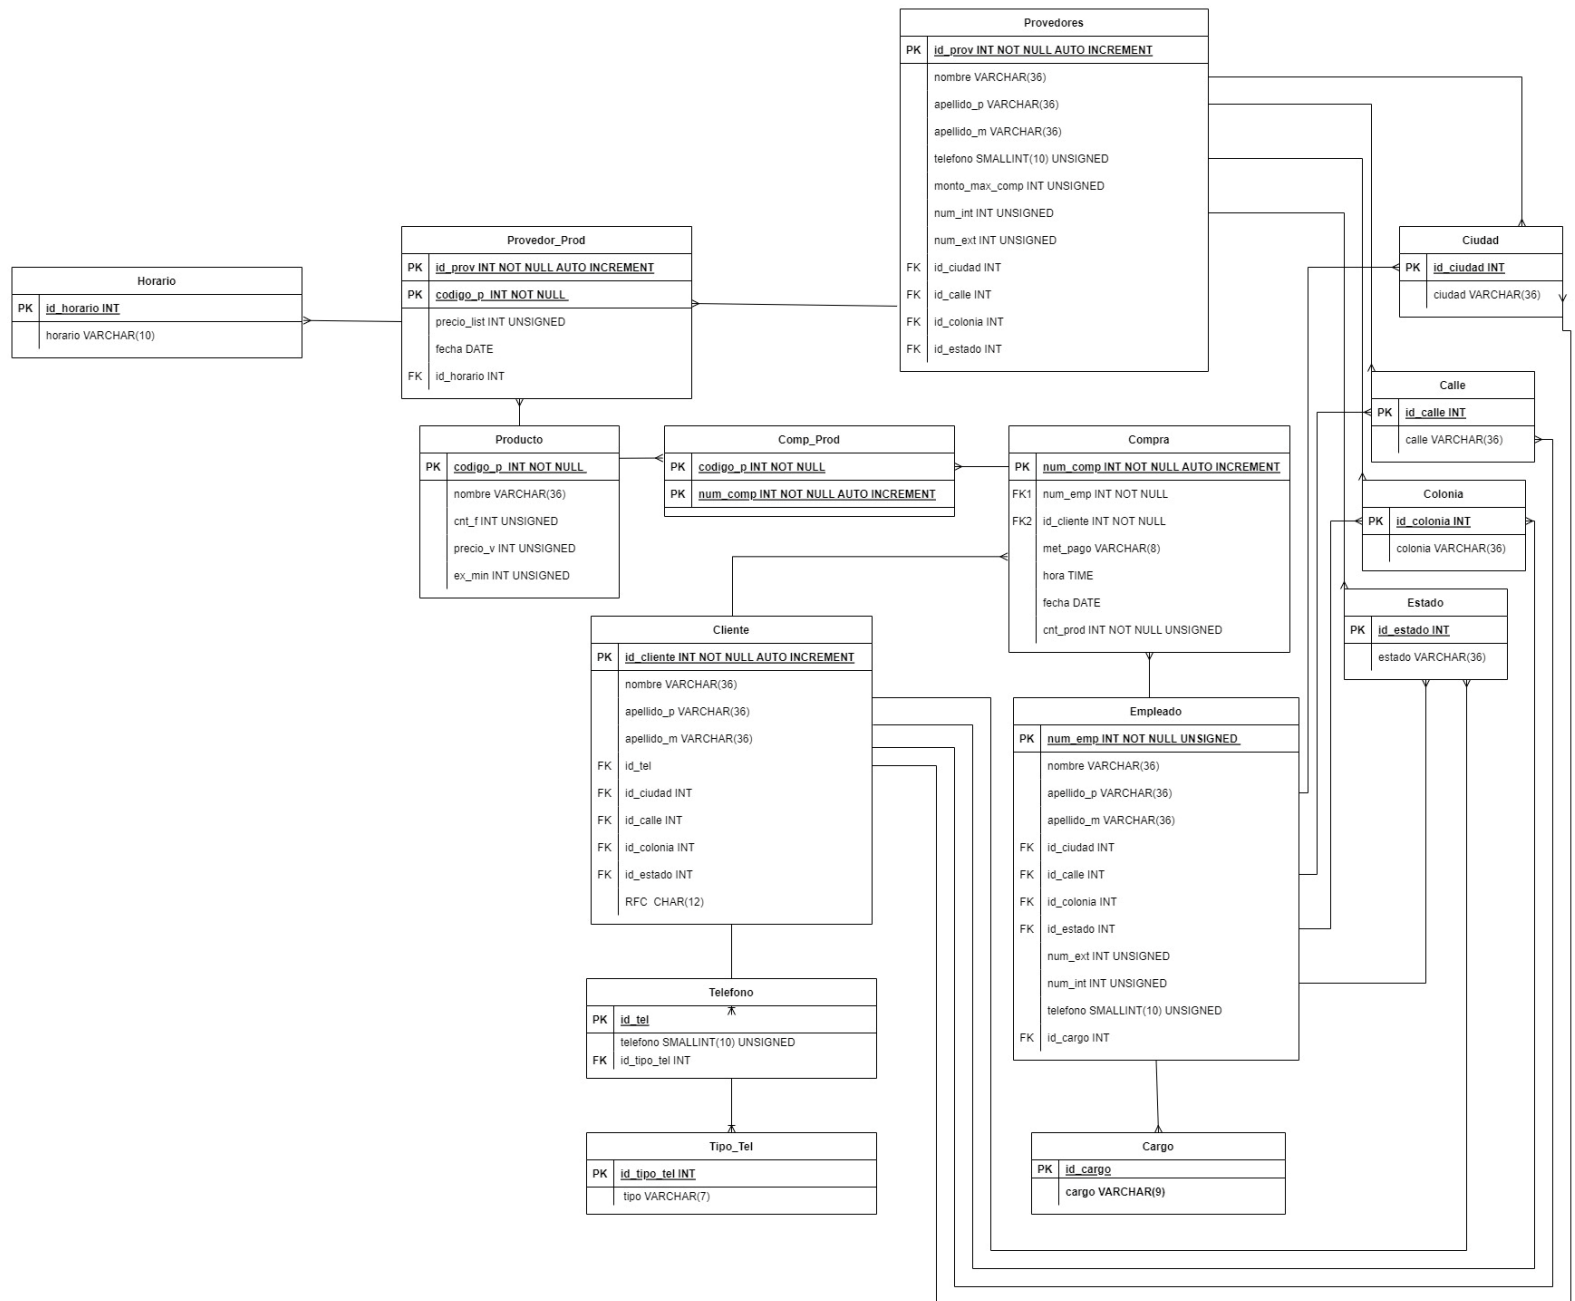 Provedores
PK id_prov INT NOT NULL AUTO INCREMENT
nombre VARCHAR(36)
apellido_p VARCHAR(36)
apellido_m VARCHAR(36)
telefono SMALLINT(10) UNSIGNED
monto_max_comp INT UNSIGNED
num_int INT UNSIGNED
num_ext INT UNSIGNED
FK id_ciudad INT
FK id_calle INT
FK id_colonia INT
FK id_estado INT
Provedor_Prod
PK id_prov INT NOT NULL AUTO INCREMENT
PK codigo_p INT NOT NULL
precio_list INT UNSIGNED
fecha DATE
FK id_horario INT
Horario
PK id_horario INT
horario VARCHAR(10)
Ciudad
PK id_ciudad INT
ciudad VARCHAR(36)
Calle
PK id_calle INT
calle VARCHAR(36)
Producto
PK codigo_p INT NOT NULL
nombre VARCHAR(36)
cnt_f INT UNSIGNED
precio_v INT UNSIGNED
ex_min INT UNSIGNED
Comp_Prod
PK codigo_p INT NOT NULL
PK num_comp INT NOT NULL AUTO INCREMENT
Compra
PK num_comp INT NOT NULL AUTO INCREMENT
FK1 num_emp INT NOT NULL
FK2 id_cliente INT NOT NULL
met_pago VARCHAR(8)
hora TIME
fecha DATE
cnt_prod INT NOT NULL UNSIGNED
Colonia
PK id_colonia INT
colonia VARCHAR(36)
Estado
PK id_estado INT
estado VARCHAR(36)
Cliente
PK id_cliente INT NOT NULL AUTO INCREMENT
nombre VARCHAR(36)
apellido_p VARCHAR(36)
apellido_m VARCHAR(36)
FK id_tel
FK id_ciudad INT
FK id_calle INT
FK id_colonia INT
FK id_estado INT
RFC CHAR(12)
Empleado
PK num_emp INT NOT NULL UNSIGNED
nombre VARCHAR(36)
apellido_p VARCHAR(36)
apellido_m VARCHAR(36)
FK id_ciudad INT
FK id_calle INT
FK id_colonia INT
FK id_estado INT
num_ext INT UNSIGNED
num_int INT UNSIGNED
telefono SMALLINT(10) UNSIGNED
FK id_cargo INT
Telefono
PK id_tel
telefono SMALLINT(10) UNSIGNED
FK id_tipo_tel INT
Tipo_Tel
PK id_tipo_tel INT
tipo VARCHAR(7)
Cargo
PK id_cargo
cargo VARCHAR(9)